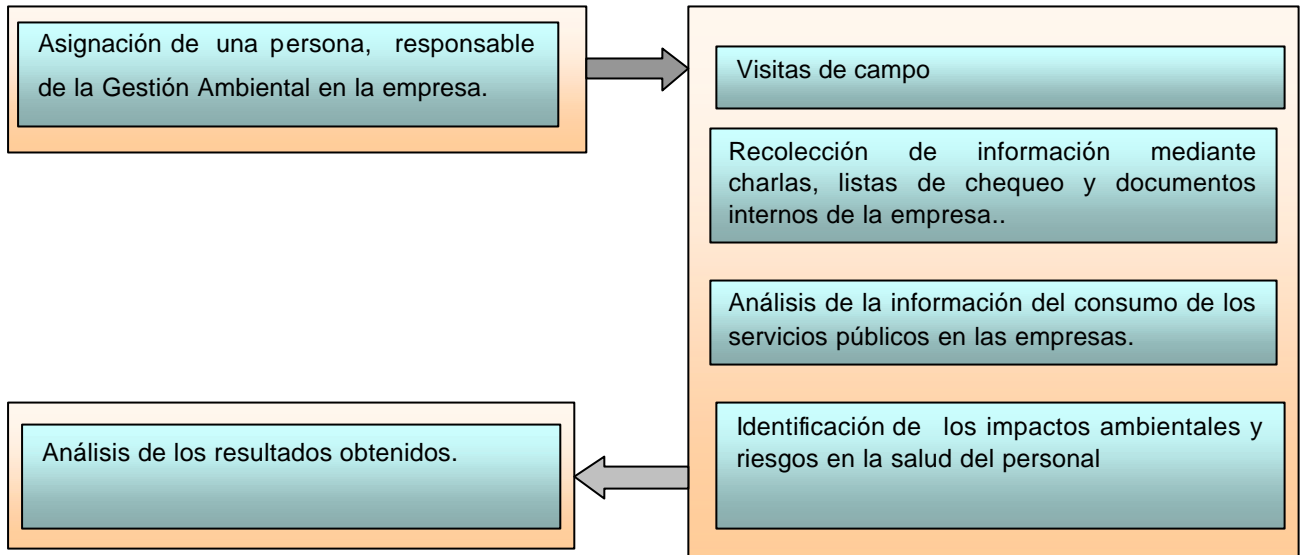 Asignación de una persona, responsable
de la Gestión Ambiental en la empresa.
Visitas de campo
Recolección de información mediante
charlas, listas de chequeo y documentos
internos de la empresa..
Análisis de la información del consumo de los
servicios públicos en las empresas.
Identificación de los impactos ambientales y
riesgos en la salud del personal
Análisis de los resultados obtenidos.